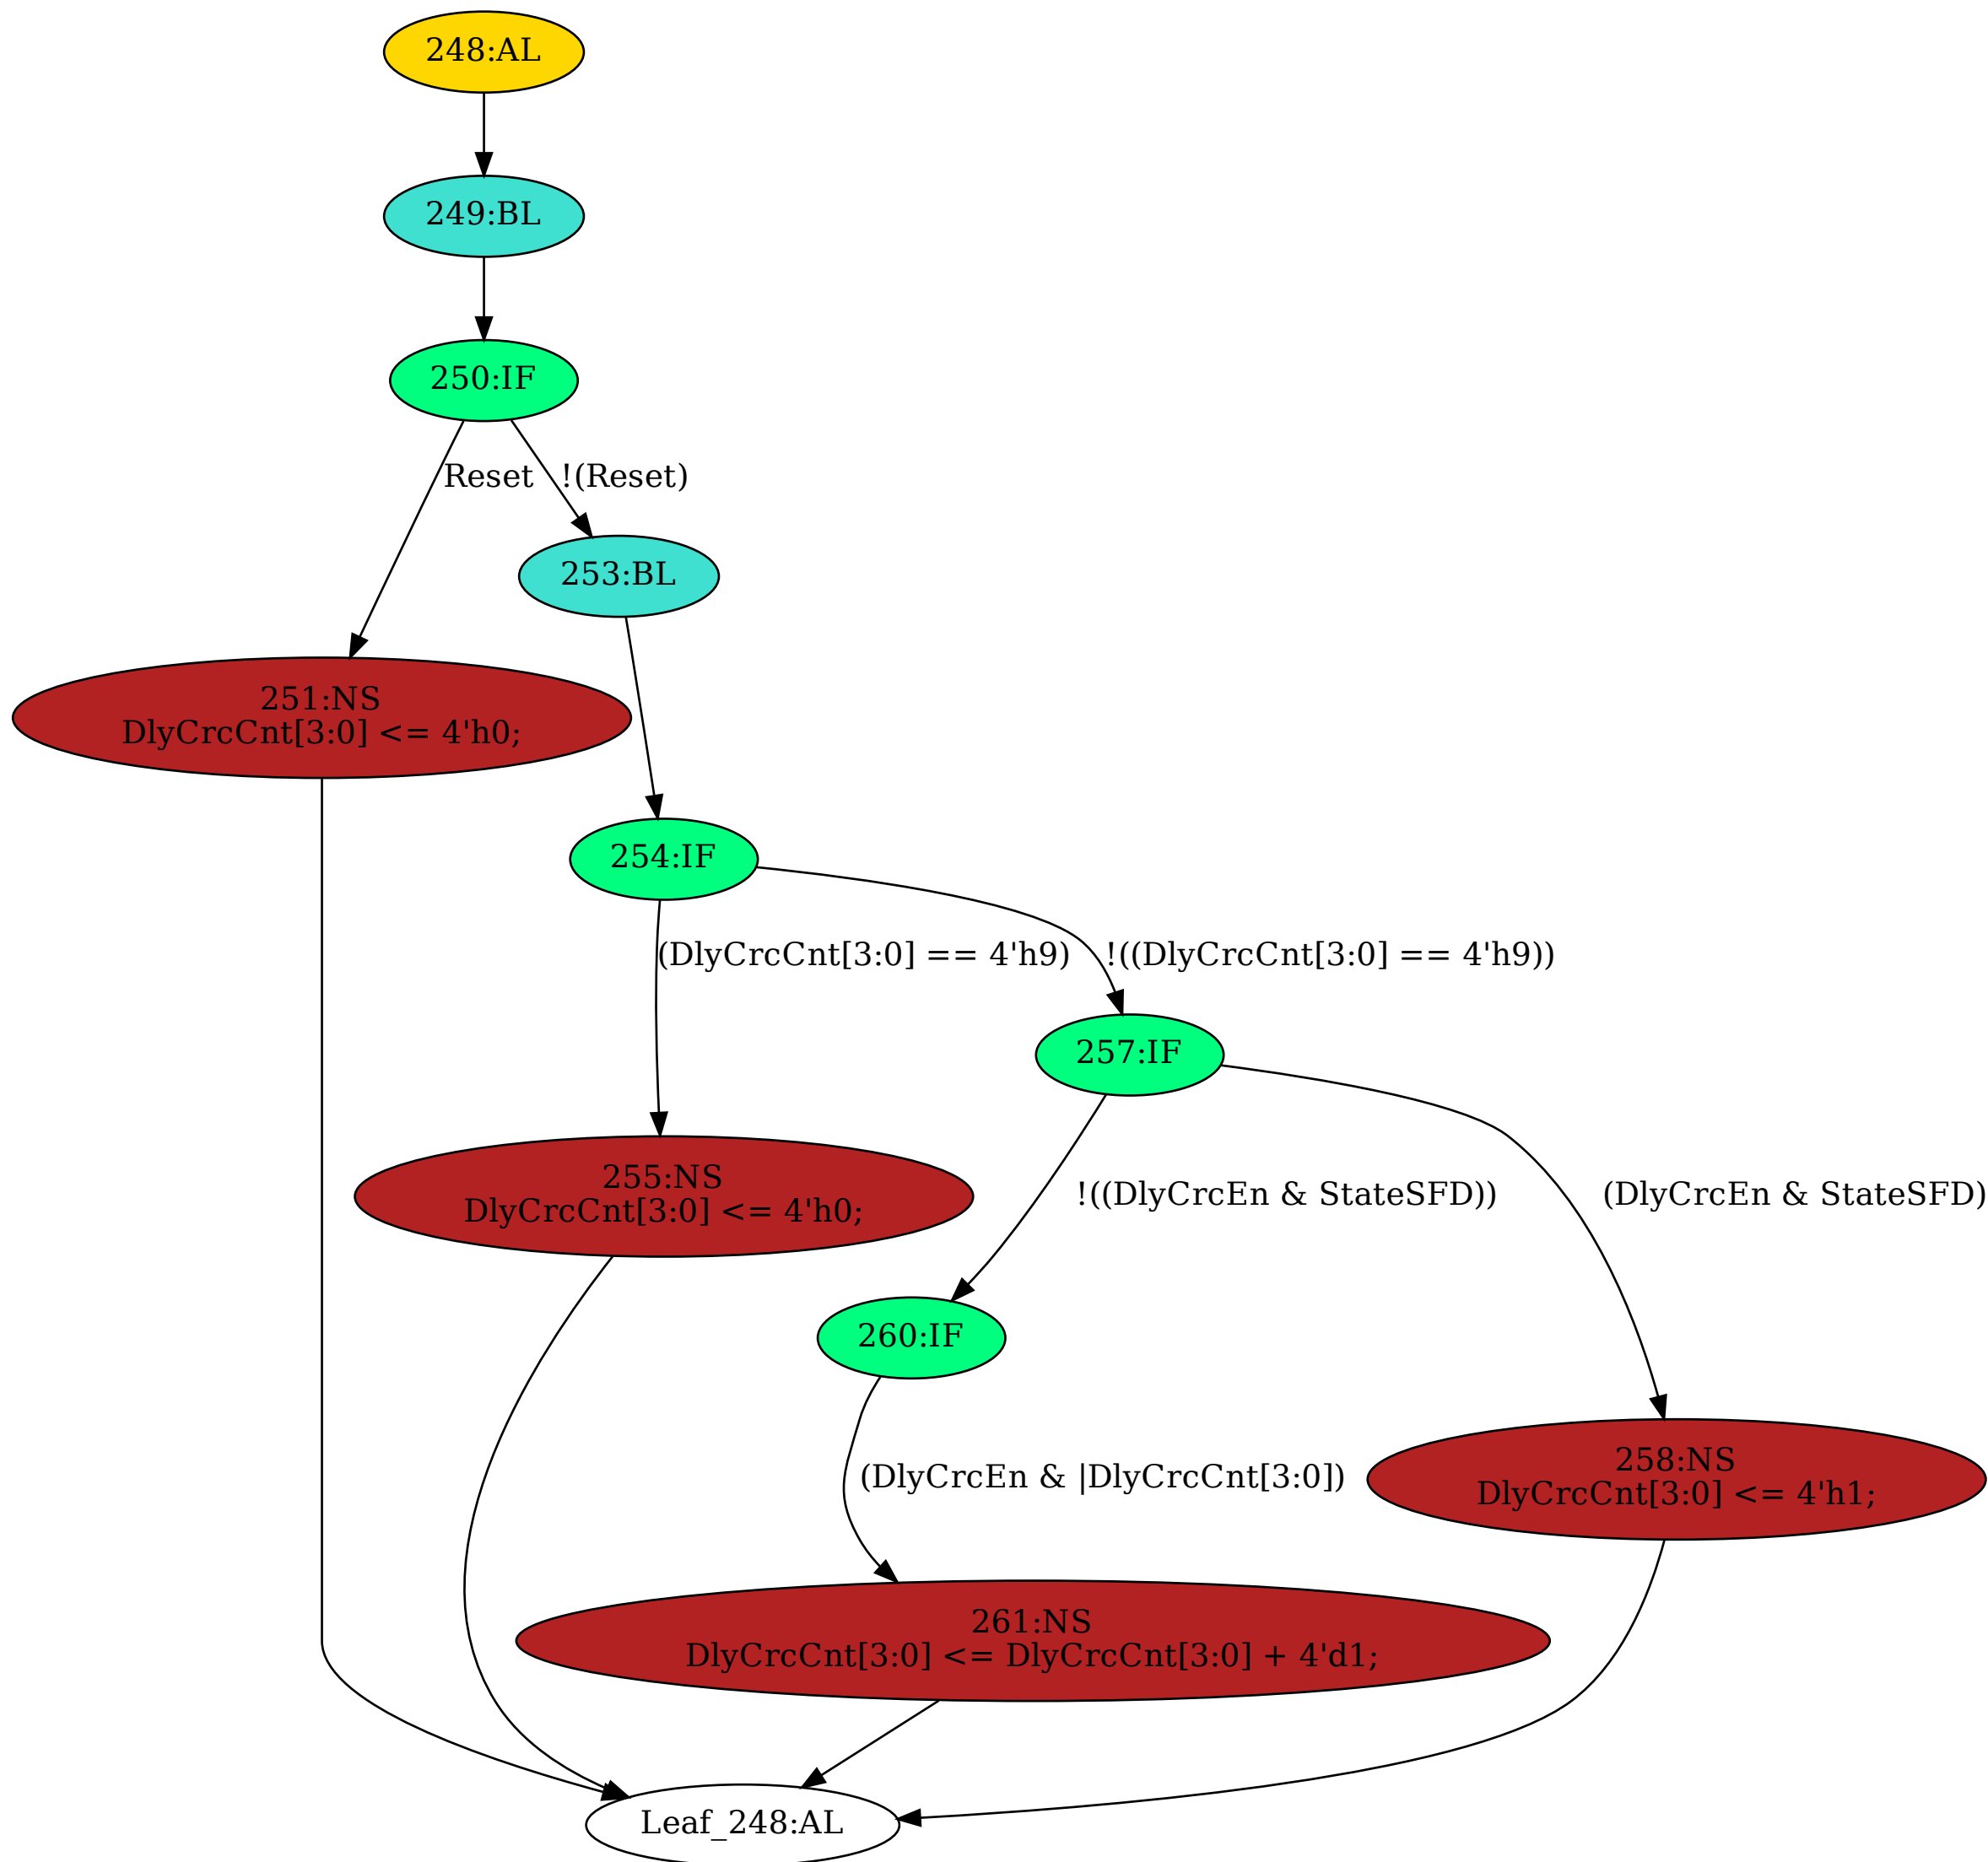 248:AL
249:BL
250:IF
Reset
!(Reset)
253:BL
251:NS
DlyCrcCnt[3:0] <= 4'h0;
254:IF
(DlyCrcCnt[3:0] == 4'h9)
!((DlyCrcCnt[3:0] == 4'h9))
257:IF
255:NS
DlyCrcCnt[3:0] <= 4'h0;
!((DlyCrcEn & StateSFD))
(DlyCrcEn & StateSFD)
260:IF
(DlyCrcEn & |DlyCrcCnt[3:0])
258:NS
DlyCrcCnt[3:0] <= 4'h1;
261:NS
DlyCrcCnt[3:0] <= DlyCrcCnt[3:0] + 4'd1;
Leaf_248:AL